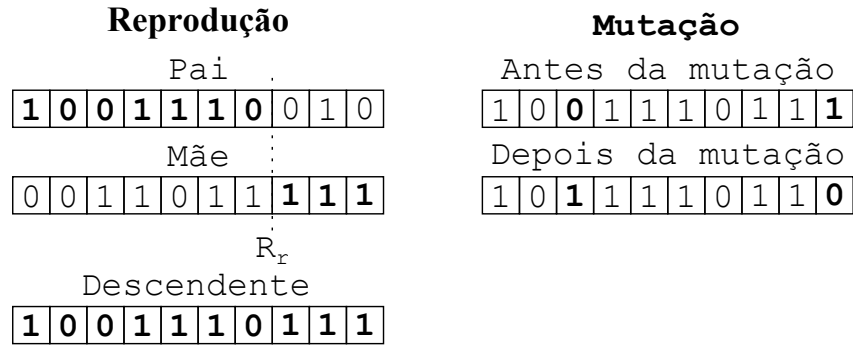 Reprodução
Pai
1 0 0 1 1 1 0 0 1 0
Mãe
0 0 1 1 0 1 1 1 1 1
Rr
Descendente
1 0 0 1 1 1 0 1 1 1
Mutação
Antes da mutação
1 0 0 1 1 1 0 1 1 1
Depois da mutação
1 0 1 1 1 1 0 1 1 0